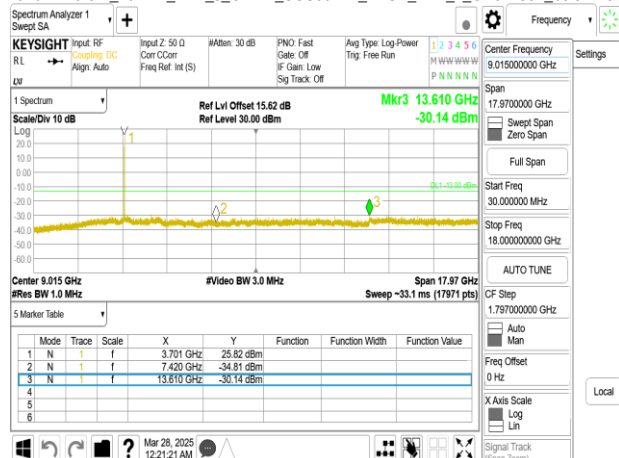 Spectrum Analyzer 1
Swept SA
Frequency
KEYSIGHT
Input: RF
Coupling: DC
Align: Auto
Input Z: 50 Ω
Corr CCorr
Freq Ref: Int (S)
#Atten: 30 dB
PNO: Fast
Gate: Off
IF Gain: Low
Sig Track: Off
Avg Type: Log-Power
Trig: Free Run
1 2 3 4 5 6
M W W W W W
P N N N N N
RL
LXI
Center Frequency
9.015000000 GHz
Settings
Span
17.9700000 GHz
Swept Span
Zero Span
Full Span
Start Freq
30.000000 MHz
Stop Freq
18.000000000 GHz
AUTO TUNE
CF Step
1.797000000 GHz
Auto
Man
Freq Offset
0 Hz
X Axis Scale
Log
Lin
Signal Track
Local
1 Spectrum
Scale/Div 10 dB
Ref Lvl Offset 15.62 dB
Ref Level 30.00 dBm
Mkr3 13.610 GHz
-30.14 dBm
Log
20.0
10.0
0.00
-10.0
-20.0
-30.0
-40.0
-50.0
-60.0
1
2
3
DL1 -13.00 dBm
Center 9.015 GHz
#Res BW 1.0 MHz
#Video BW 3.0 MHz
Span 17.97 GHz
Sweep ~33.1 ms (17971 pts)
5 Marker Table
Mode Trace Scale X Y Function Function Width Function Value
1 N 1 f 3.701 GHz 25.82 dBm
2 N 1 f 7.420 GHz -34.81 dBm
3 N 1 f 13.610 GHz -30.14 dBm
4
5
6
?
Mar 28, 2025
12:21:21 AM